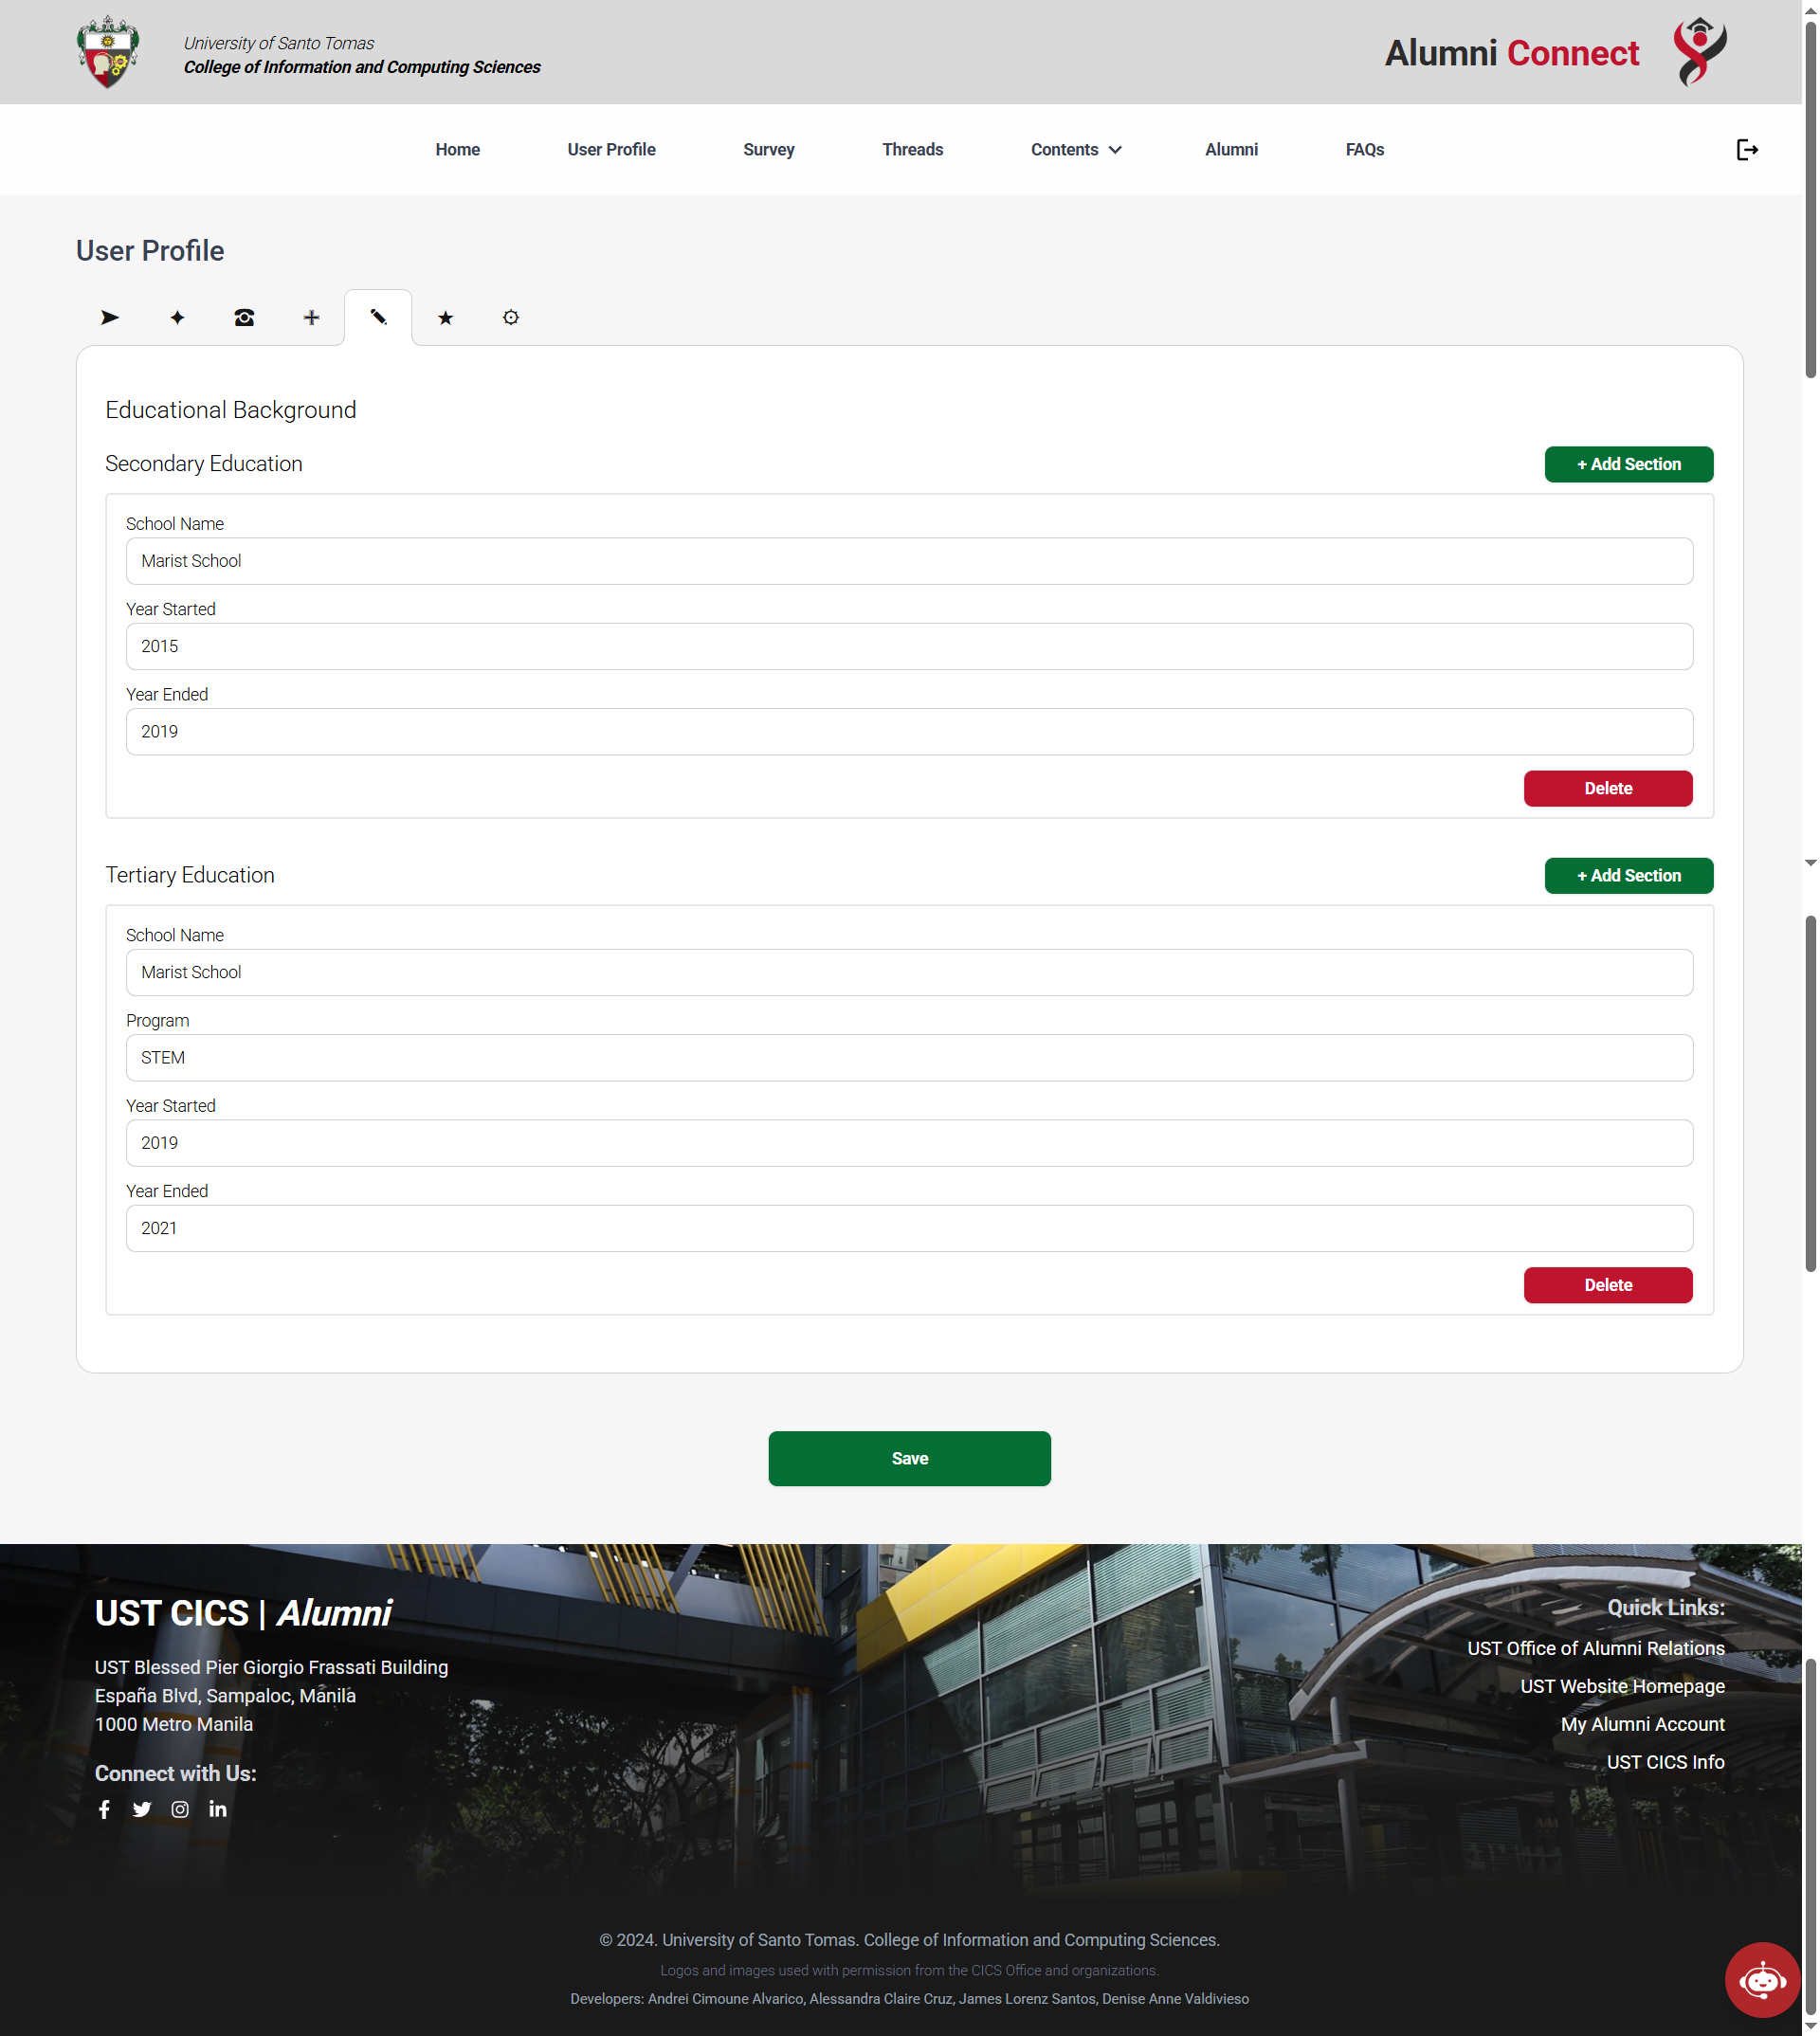 University of Santo Tomas
College of Information and Computing Sciences
Alumni Connect
Home
User Profile
Survey
Threads
Contents
Alumni
FAQs
User Profile
Educational Background
Secondary Education
+ Add Section
School Name
Marist School
Year Started
2015
Year Ended
2019
Delete
Tertiary Education
+ Add Section
School Name
Marist School
Program
STEM
Year Started
2019
Year Ended
2021
Delete
Save
UST CICS | Alumni
UST Blessed Pier Giorgio Frassati Building
España Blvd, Sampaloc, Manila
1000 Metro Manila
Connect with Us:
Quick Links:
UST Office of Alumni Relations
UST Website Homepage
My Alumni Account
UST CICS Info
© 2024. University of Santo Tomas. College of Information and Computing Sciences.
Logos and images used with permission from the CICS Office and organizations.
Developers: Andrei Cimoune Alvarico, Alessandra Claire Cruz, James Lorenz Santos, Denise Anne Valdivieso